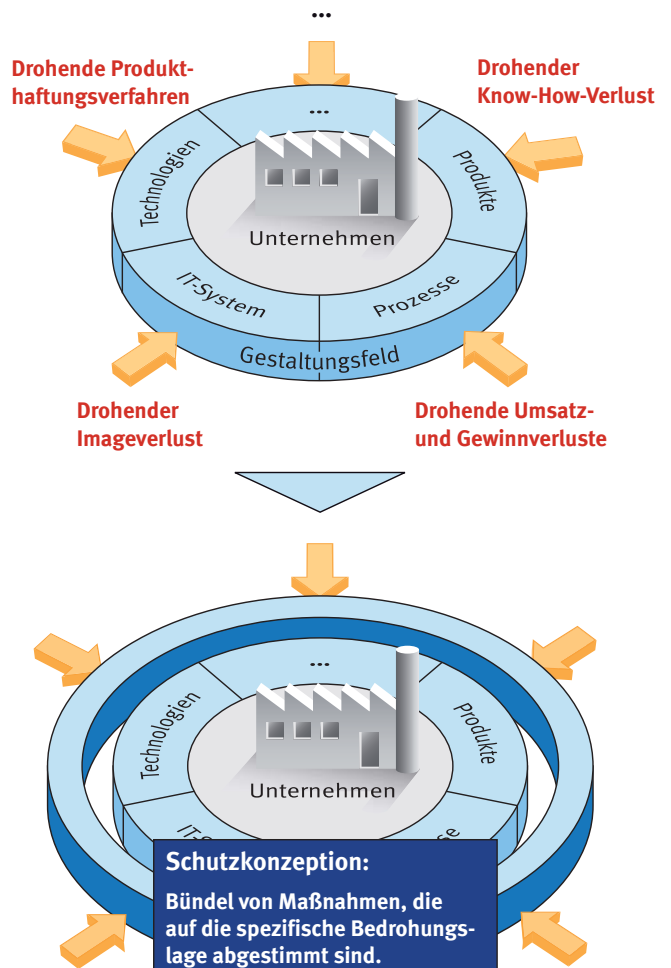 ...
Drohende Produkt-
haftungsverfahren
Drohender
Know-How-Verlust
...
Technologien
Produkte
Unternehmen
IT-System
Prozesse
Gestaltungsfeld
Drohender
Imageverlust
Drohende Umsatz-
und Gewinnverluste
...
Technologien
Produkte
Unternehmen
Schutzkonzeption:
Bündel von Maßnahmen, die
auf die spezifische Bedrohungs-
lage abgestimmt sind.